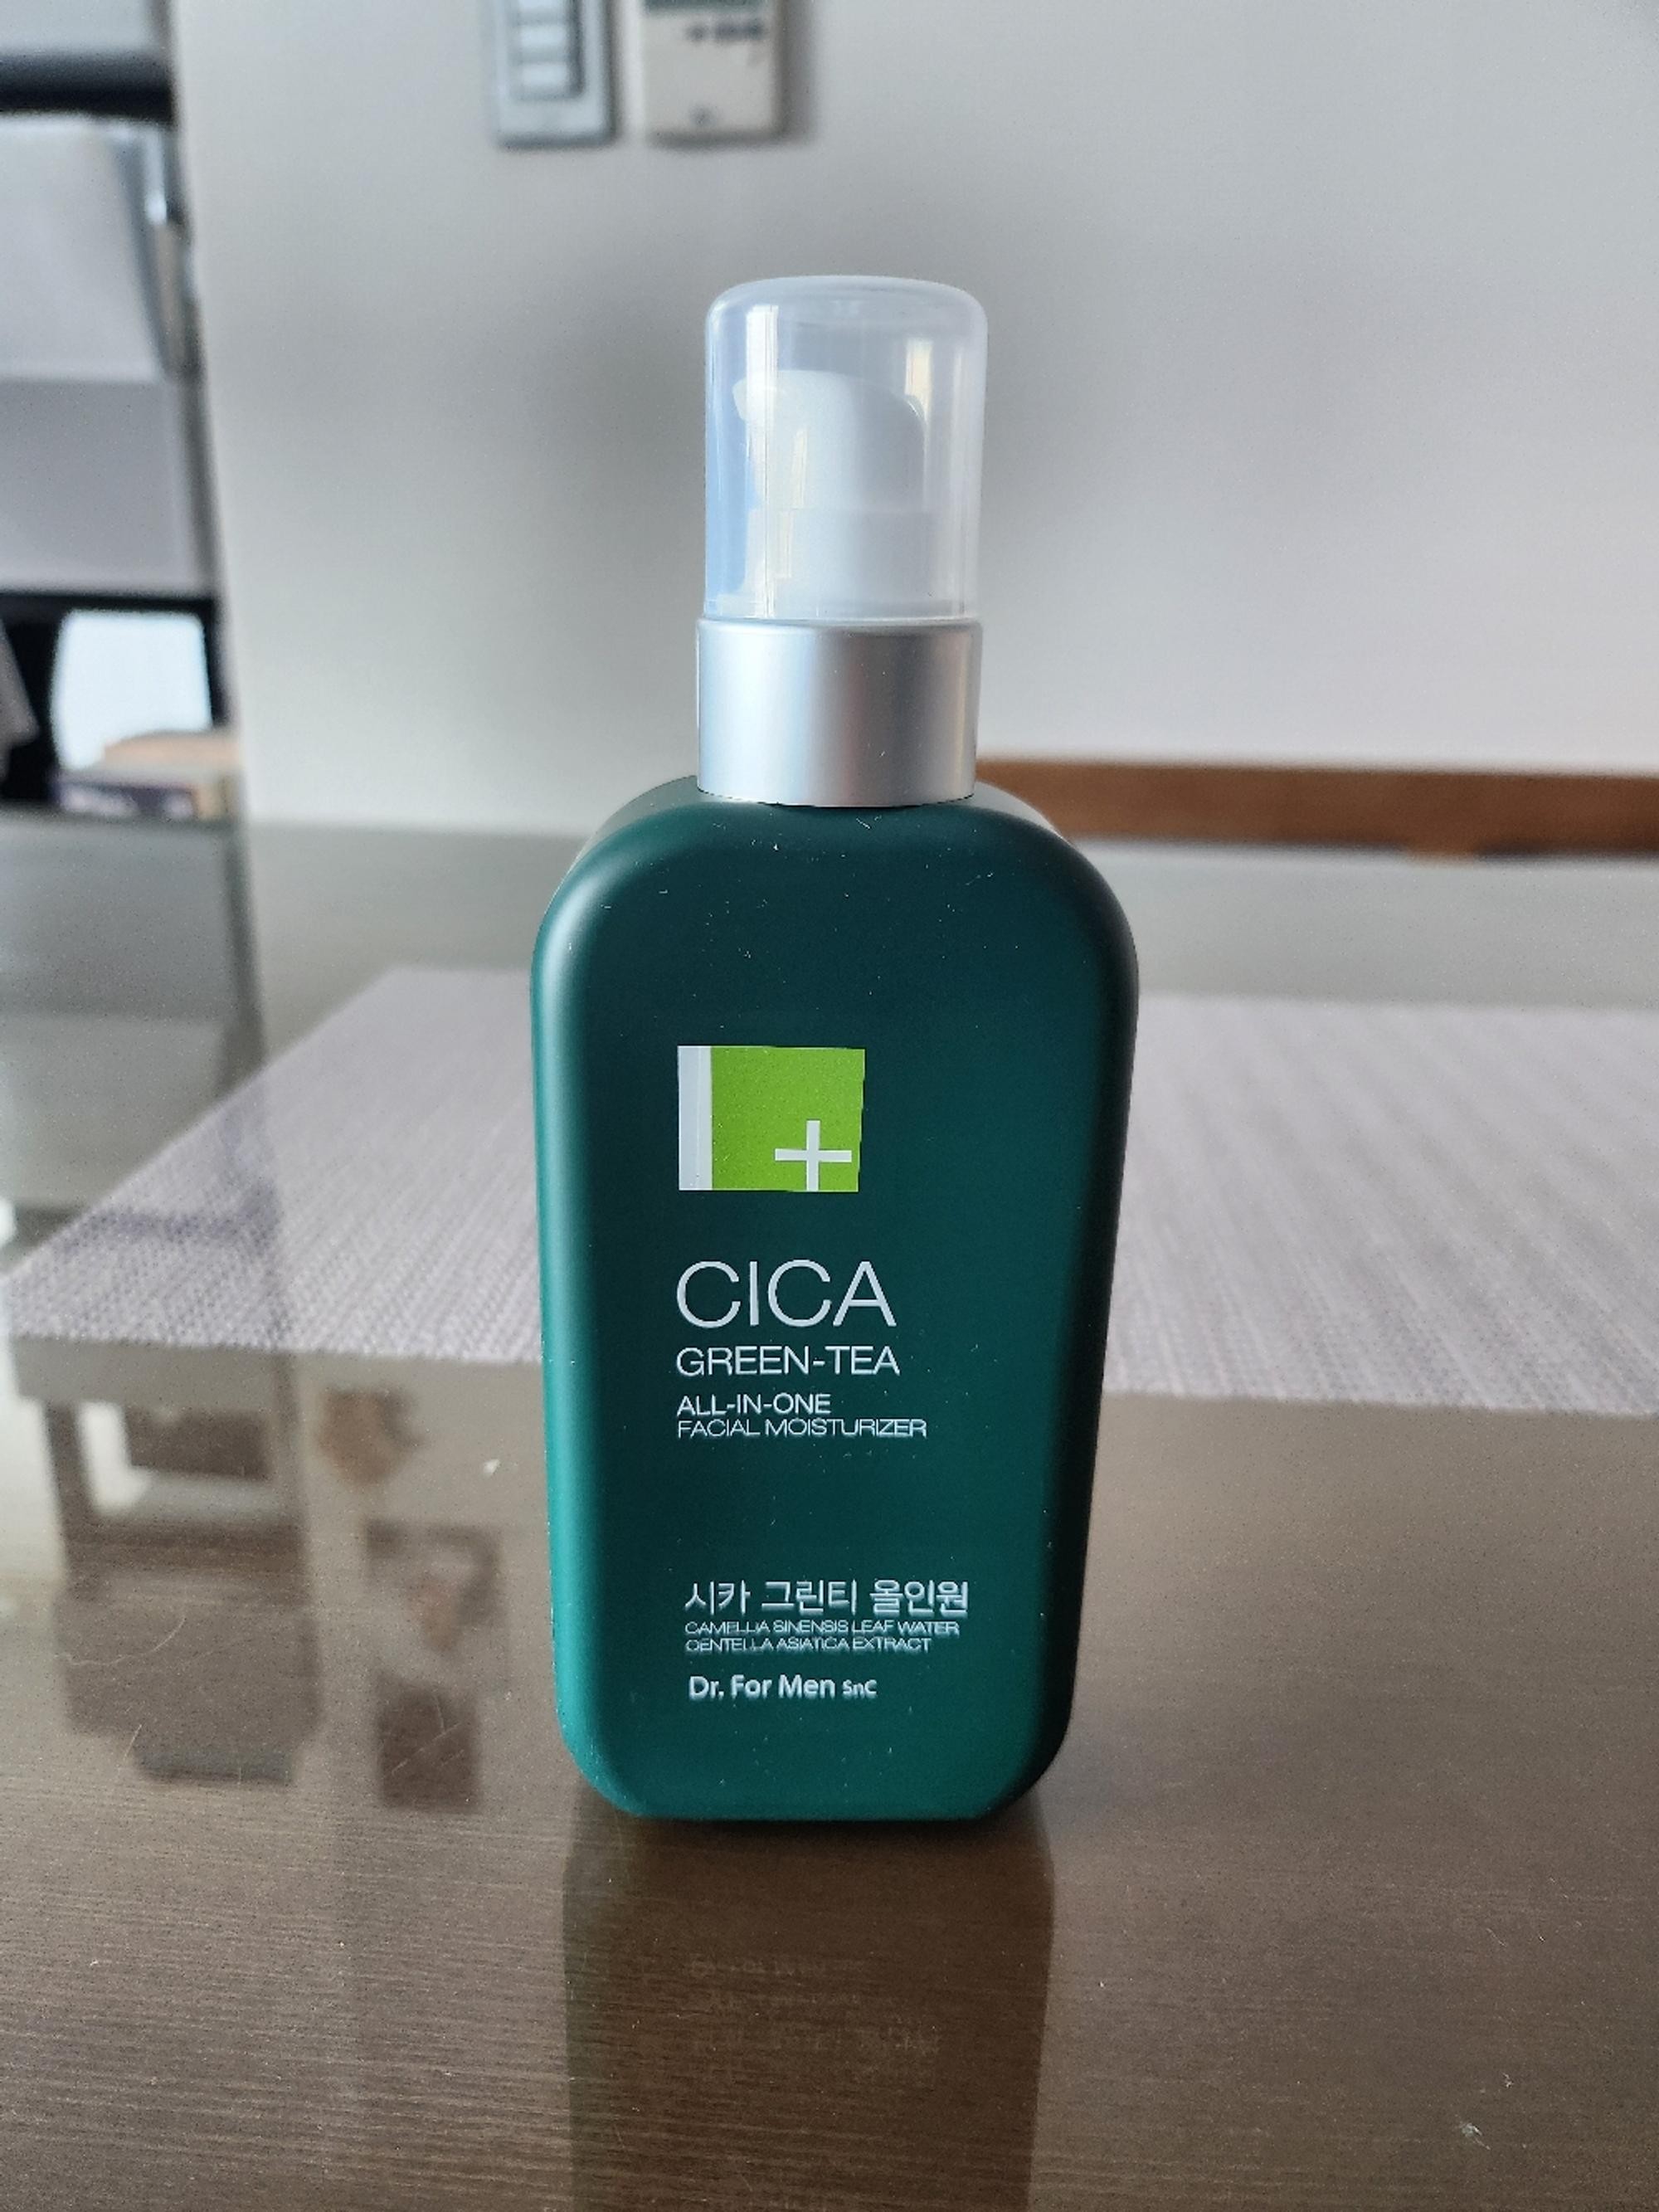 CICA
GREEN-TEA
ALL-IN-ONE
FACIAL MOISTURIZER
시카 그린티 올인원
CAMELLIA SINENSIS LEAF WATER
CENTELLA ASIATICA EXTRACT
Dr. For Men SnC